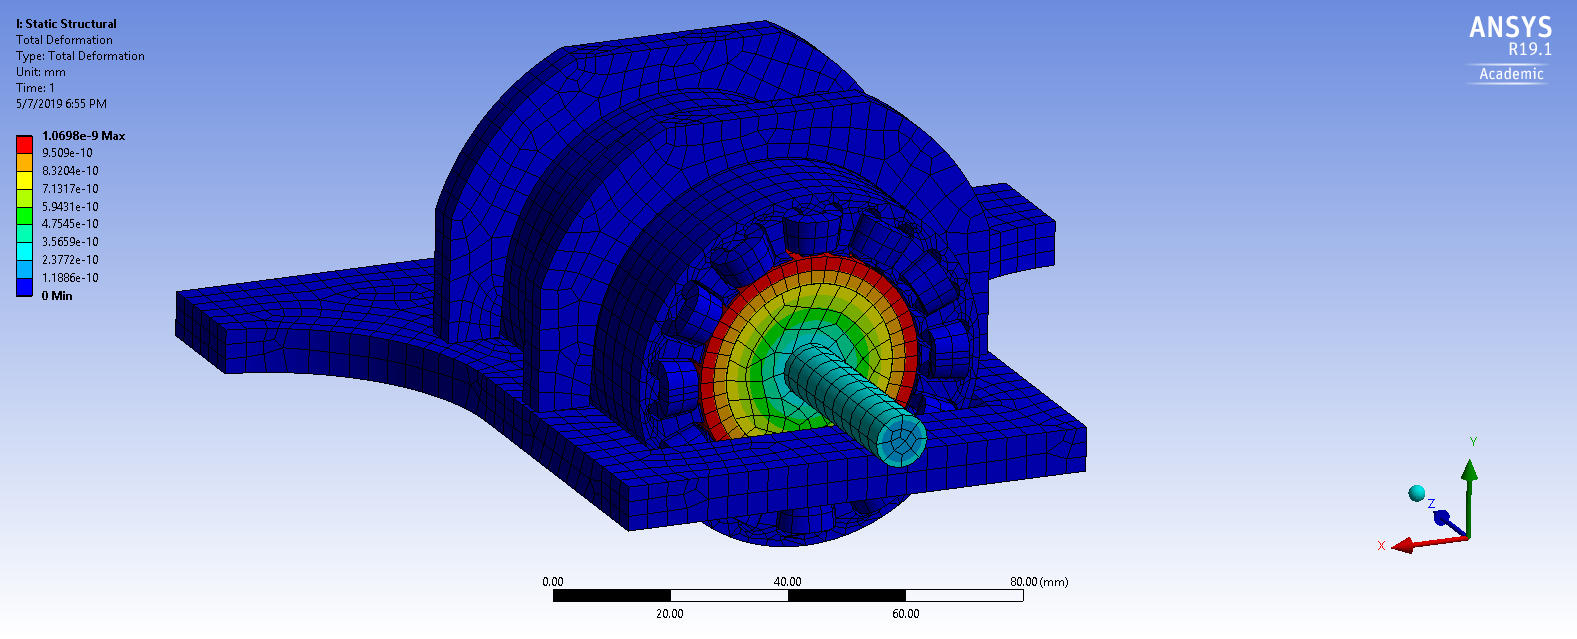 I: Static Structural
Total Deformation
Type: Total Deformation
Unit: mm
Time: 1
5/7/2019 6:55 PM
1.0698e-9 Max
9.509e-10
8.3204e-10
7.1317e-10
5.9431e-10
4.7545e-10
3.5659e-10
2.3772e-10
1.1886e-10
0 Min
ANSYS
R19.1
Academic
Y
Z
X
0.00 40.00 80.00 (mm)
20.00 60.00